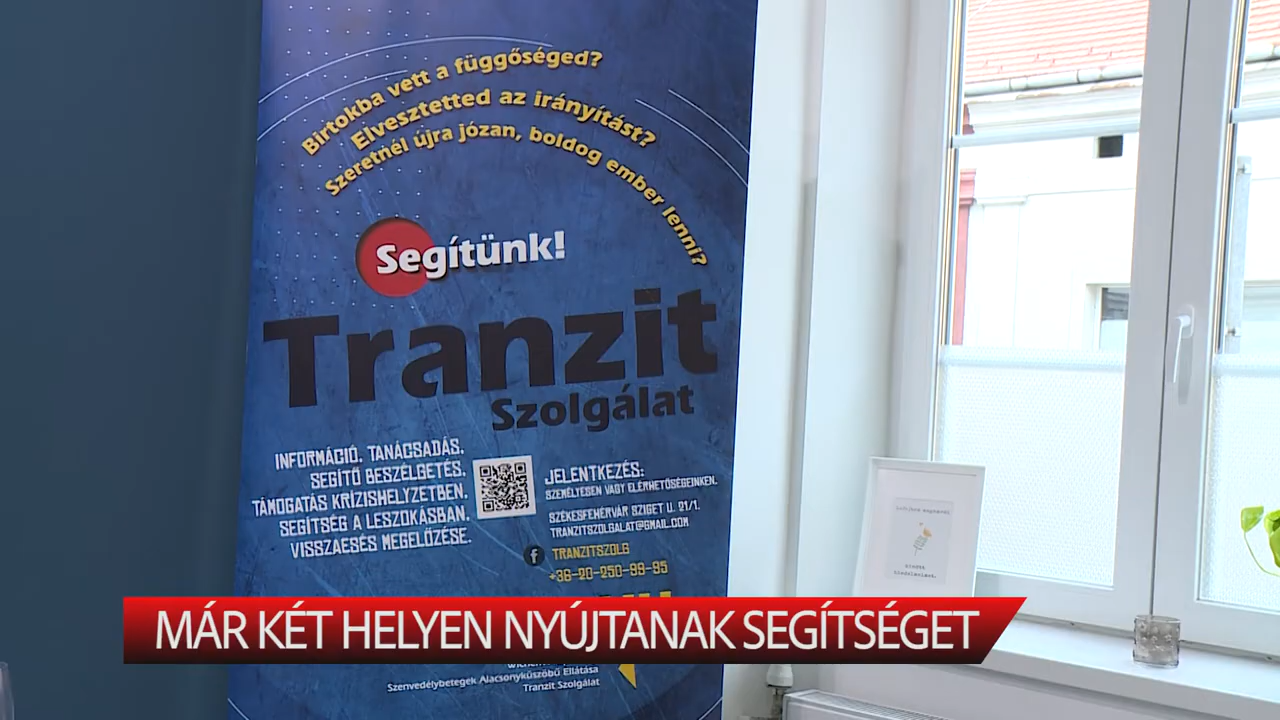 Birtokba vett a függőséged?
Elvesztetted az irányítást?
Szeretnél újra józan, boldog ember lenni?
Segítünk!
Tranzit
Szolgálat
INFORMÁCIÓ. TANÁCSADÁS.
SEGÍTŐ BESZÉLGETÉS.
TÁMOGATÁS KRÍZISHELYZETBEN.
SEGÍTSÉG A LESZOKÁSBAN.
VISSZAESÉS MEGELŐZÉSE.
JELENTKEZÉS:
SZEMÉLYESEN VAGY ELÉRHETŐSÉGEINKEN.
SZÉKESFEHÉRVÁR SZIGET U. 21/1.
TRANZITSZOLGALAT@GMAIL.COM
f TRANZITSZOLG
+36-20-250-99-95
MÁR KÉT HELYEN NYÚJTANAK SEGÍTSÉGET
Szenvedélybetegek Alacsonyküszöbű Ellátása
Tranzit Szolgálat